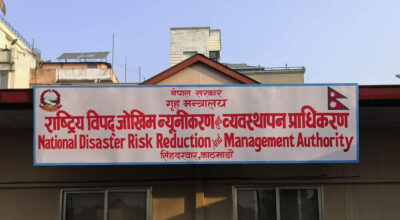 नेपाल सरकार
गृह मन्त्रालय
राष्ट्रिय विपद् जोखिम न्यूनीकरण तथा व्यवस्थापन प्राधिकरण
National Disaster Risk Reduction and Management Authority
सिंहदरबार, काठमाडौं